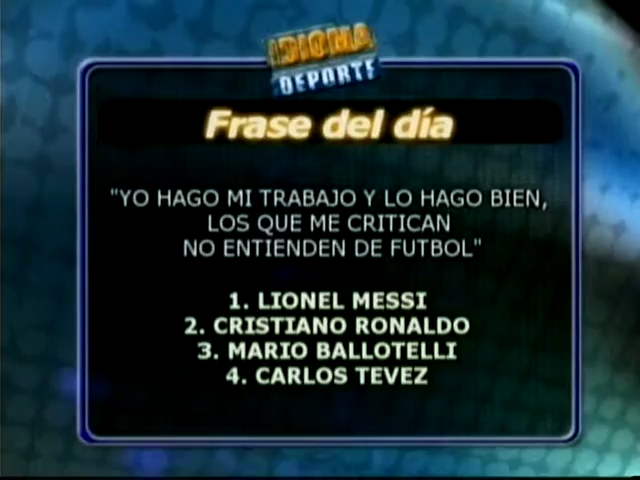 IDIOMA
DEPORTE
Frase del día
"YO HAGO MI TRABAJO Y LO HAGO BIEN,
LOS QUE ME CRITICAN
NO ENTIENDEN DE FUTBOL"
1. LIONEL MESSI
2. CRISTIANO RONALDO
3. MARIO BALLOTELLI
4. CARLOS TEVEZ